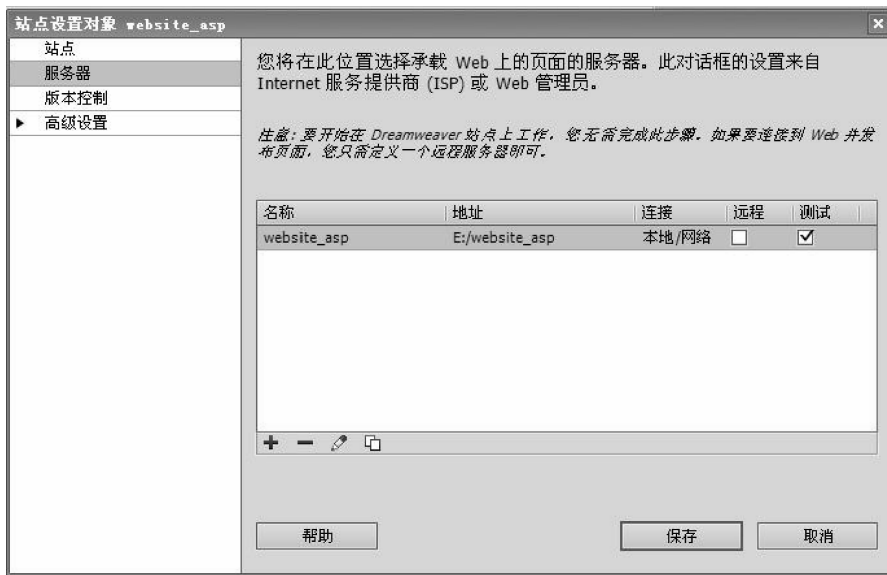 站点设置对象 website_asp
站点
服务器
版本控制
高级设置
您将在此位置选择承载 Web 上的页面的服务器。此对话框的设置来自
Internet 服务提供商 (ISP) 或 Web 管理员。
注意:要开始在 Dreamweaver 站点上工作，您无需完成此步骤。如果要连接到 Web 并发
布页面，您只需定义一个远程服务器即可。
名称 地址 连接 远程 测试
website_asp E:/website_asp 本地/网络
帮助 保存 取消